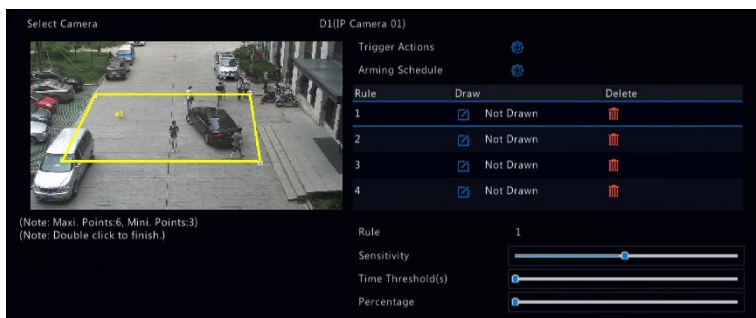 Select Camera D1(IP Camera 01)
Trigger Actions
Arming Schedule
Rule Draw Delete
1 Not Drawn
2 Not Drawn
3 Not Drawn
4 Not Drawn
#1
(Note: Maxi. Points:6, Mini. Points:3)
(Note: Double click to finish.)
Rule 1
Sensitivity
Time Threshold(s)
Percentage